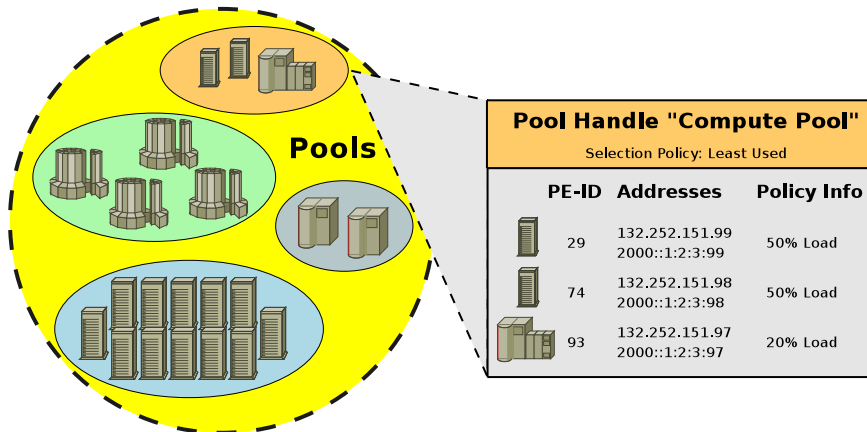 Pools
Pool Handle "Compute Pool"
Selection Policy: Least Used
PE-ID Addresses Policy Info
29 132.252.151.99 50% Load
2000::1:2:3:99
74 132.252.151.98 50% Load
2000::1:2:3:98
93 132.252.151.97 20% Load
2000::1:2:3:97